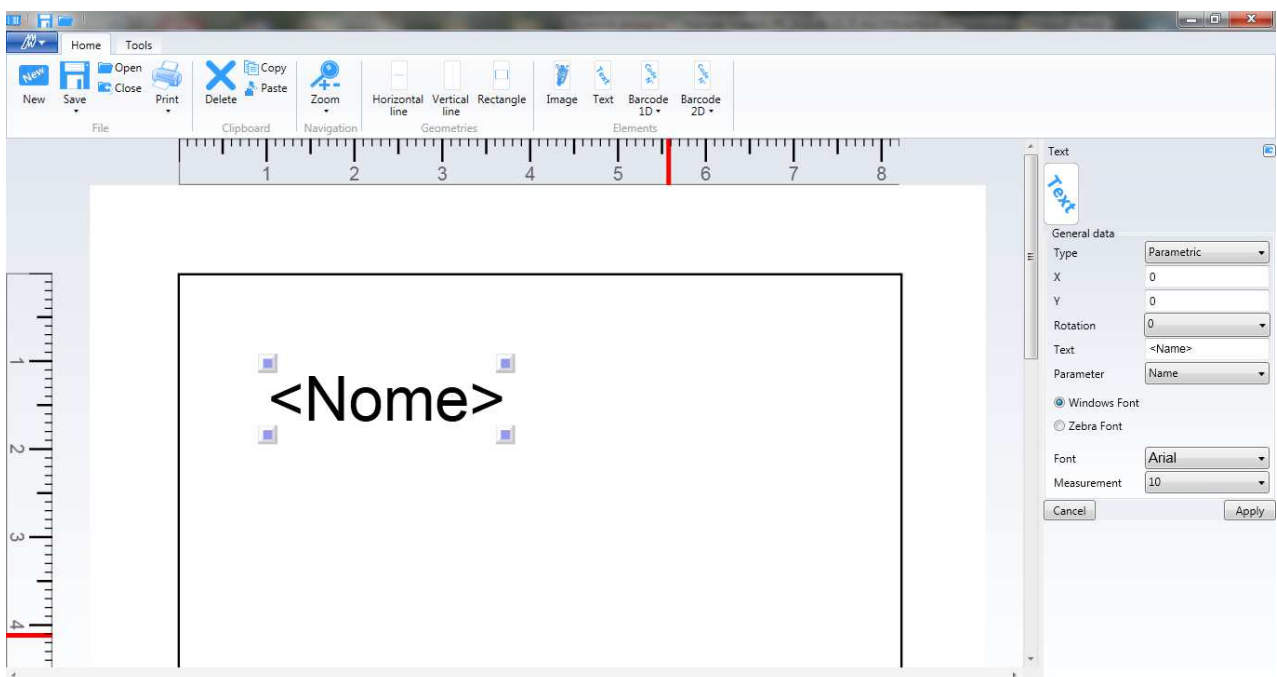 Home Tools
New Save Open Close Print Delete Copy Paste Zoom Horizontal line Vertical line Rectangle Image Text Barcode 1D Barcode 2D
File Clipboard Navigation Geometries Elements
1 2 3 4 5 6 7 8
1
2
3
4
<Nome>
Text
Text
General data
Type Parametric
X 0
Y 0
Rotation 0
Text <Name>
Parameter Name
Windows Font
Zebra Font
Font Arial
Measurement 10
Cancel Apply